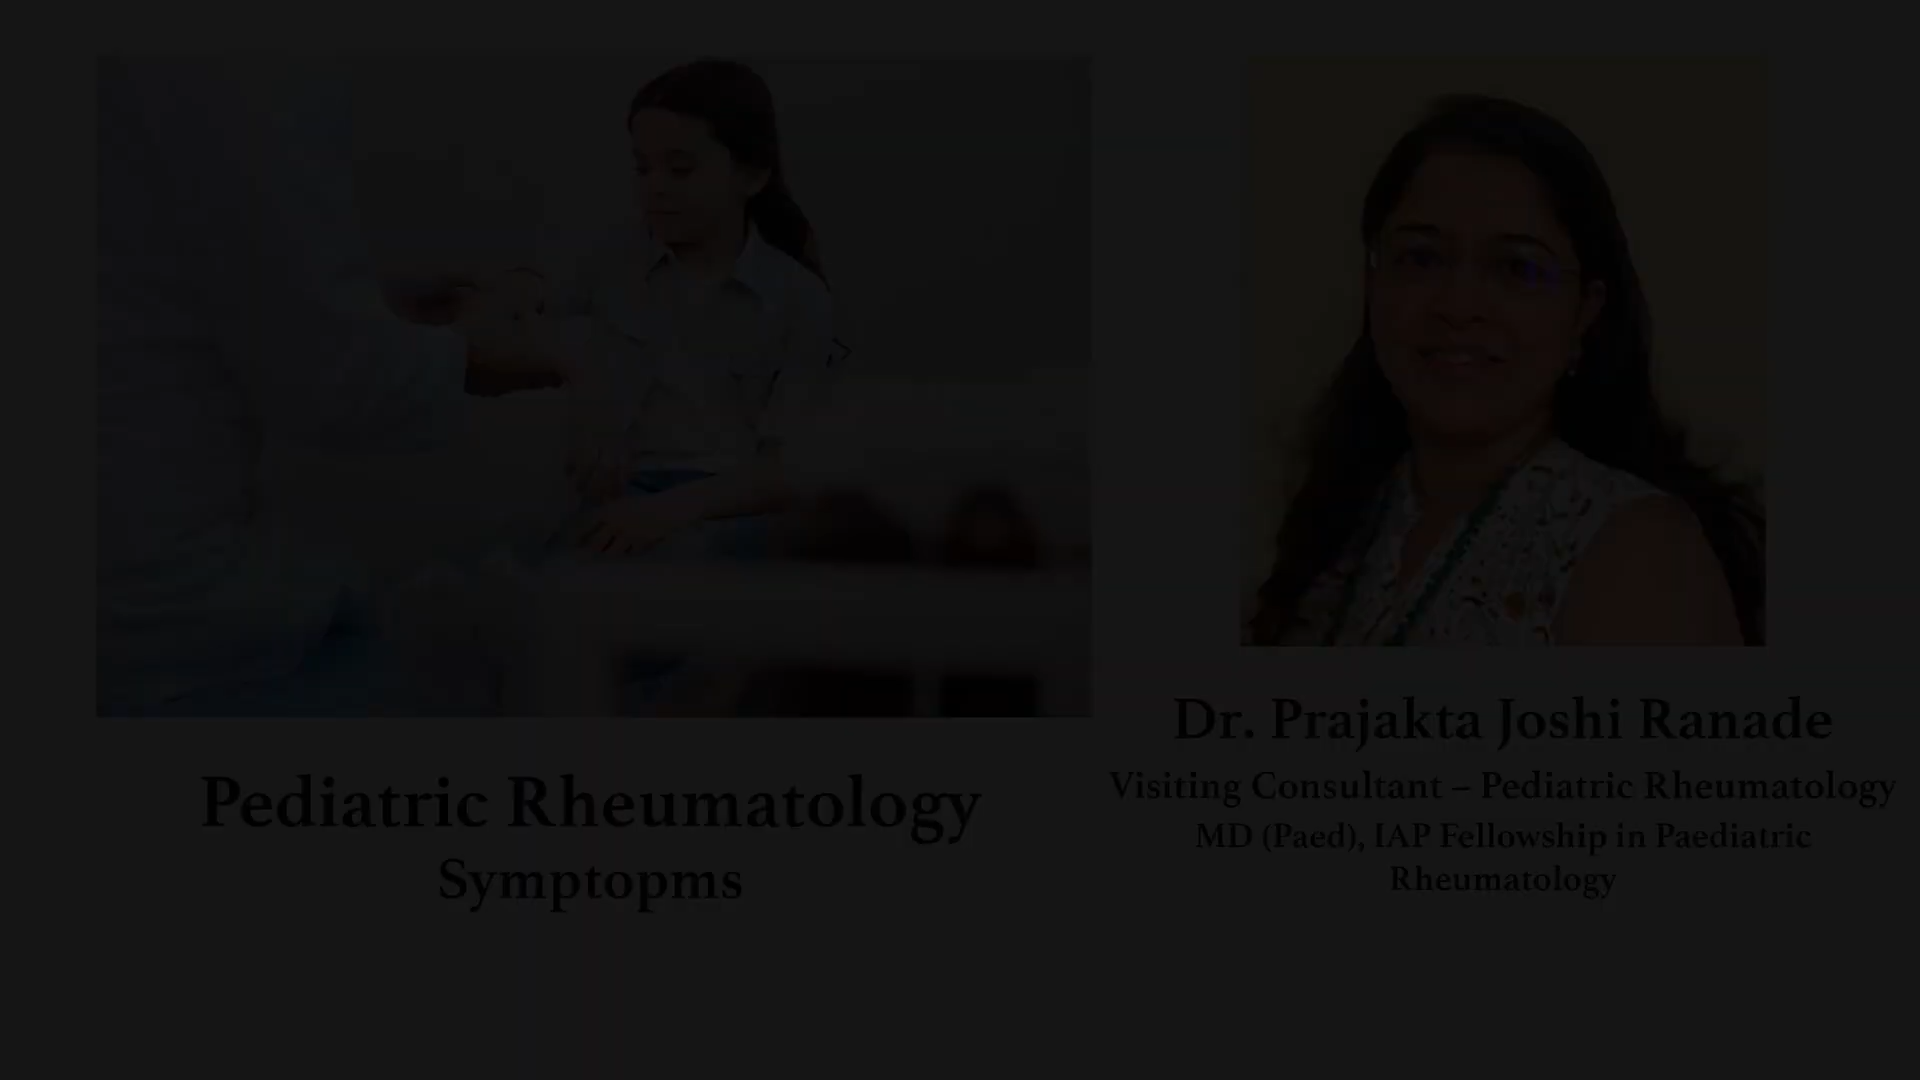 Pediatric Rheumatology
Symptopms
Dr. Prajakta Joshi Ranade
Visiting Consultant – Pediatric Rheumatology
MD (Paed), IAP Fellowship in Paediatric
Rheumatology